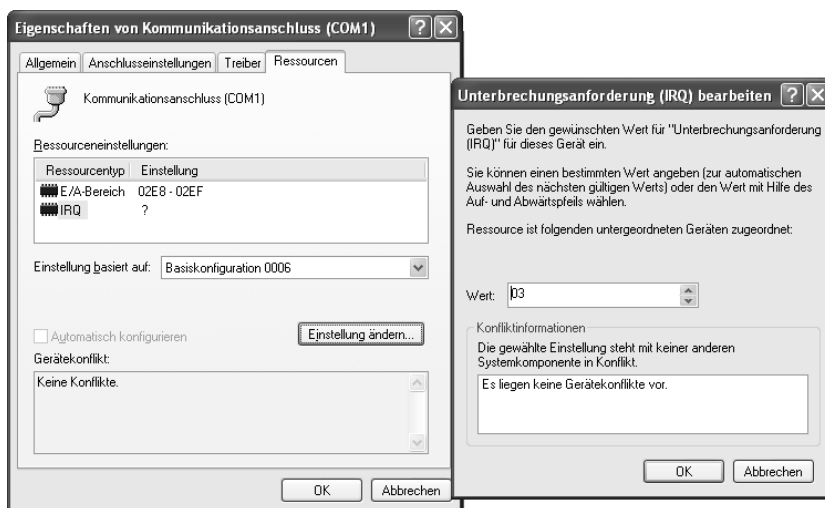 Eigenschaften von Kommunikationsanschluss (COM1)
Allgemein Anschlusseinstellungen Treiber Ressourcen
Kommunikationsanschluss (COM1)
Ressourceneinstellungen:
Ressourcentyp Einstellung
E/A-Bereich 02E8 - 02EF
IRQ ?
Einstellung basiert auf: Basiskonfiguration 0006
Automatisch konfigurieren Einstellung ändern...
Gerätekonflikt:
Keine Konflikte.
OK Abbrechen
Unterbrechungsanforderung (IRQ) bearbeiten
Geben Sie den gewünschten Wert für "Unterbrechungsanforderung
(IRQ)" für dieses Gerät ein.
Sie können einen bestimmten Wert angeben (zur automatischen
Auswahl des nächsten gültigen Werts) oder den Wert mit Hilfe des
Auf- und Abwärtspfeils wählen.
Ressource ist folgenden untergeordneten Geräten zugeordnet:
Wert: 03
Konfliktinformationen
Die gewählte Einstellung steht mit keiner anderen
Systemkomponente in Konflikt.
Es liegen keine Gerätekonflikte vor.
OK Abbrechen